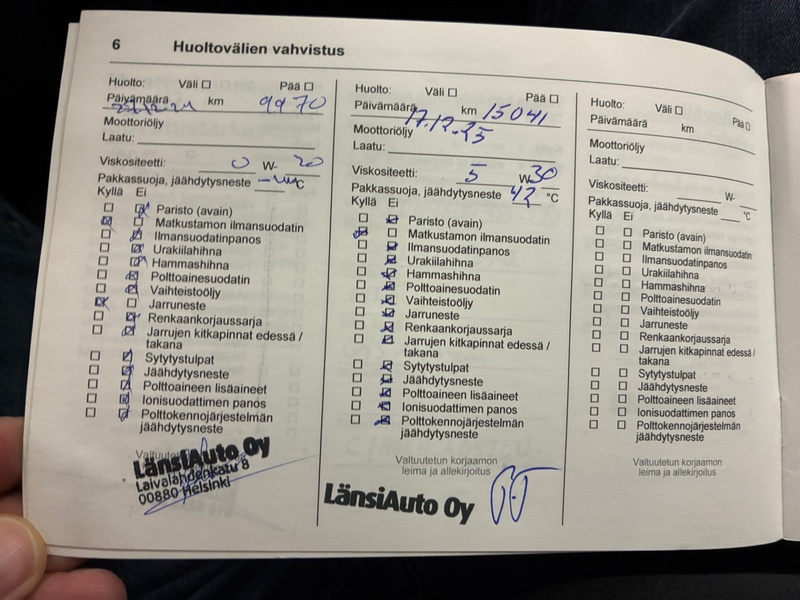 6 Huoltovälien vahvistus
Huolto: Väli ☐ Pää ☐
Päivämäärä km 9970
Moottoriöljy
Laatu:
Viskositeetti: 0 W- 20
Pakkassuoja, jäähdytysneste °C
Kyllä Ei
Paristo (avain)
Matkustamon ilmansuodatin
Ilmansuodatinpanos
Urakiilahihna
Hammashihna
Polttoainesuodatin
Vaihteistoöljy
Jarruneste
Renkaankorjaussarja
Jarrujen kitkapinnat edessä /
takana
Sytytystulpat
Jäähdytysneste
Polttoaineen lisäaineet
Ionisuodattimen panos
Polttokennojärjestelmän
jäähdytysneste
LänsiAuto Oy
Laivalahdenkatu 8
00880 Helsinki
Huolto: Väli ☐ Pää ☐
Päivämäärä 17.12.25 km 15041
Moottoriöljy
Laatu:
Viskositeetti: 5 W-30
Pakkassuoja, jäähdytysneste 42 °C
Kyllä Ei
Paristo (avain)
Matkustamon ilmansuodatin
Ilmansuodatinpanos
Urakiilahihna
Hammashihna
Polttoainesuodatin
Vaihteistoöljy
Jarruneste
Renkaankorjaussarja
Jarrujen kitkapinnat edessä /
takana
Sytytystulpat
Jäähdytysneste
Polttoaineen lisäaineet
Ionisuodattimen panos
Polttokennojärjestelmän
jäähdytysneste
Valtuutetun korjaamon
leima ja allekirjoitus
LänsiAuto Oy
Huolto: Väli ☐ Pää ☐
Päivämäärä km
Moottoriöljy
Laatu:
Viskositeetti: W-
Pakkassuoja, jäähdytysneste °C
Kyllä Ei
Paristo (avain)
Matkustamon ilmansuodatin
Ilmansuodatinpanos
Urakiilahihna
Hammashihna
Polttoainesuodatin
Vaihteistoöljy
Jarruneste
Renkaankorjaussarja
Jarrujen kitkapinnat edessä /
takana
Sytytystulpat
Jäähdytysneste
Polttoaineen lisäaineet
Ionisuodattimen panos
Polttokennojärjestelmän
jäähdytysneste
Valtuutetun korjaamon
leima ja allekirjoitus